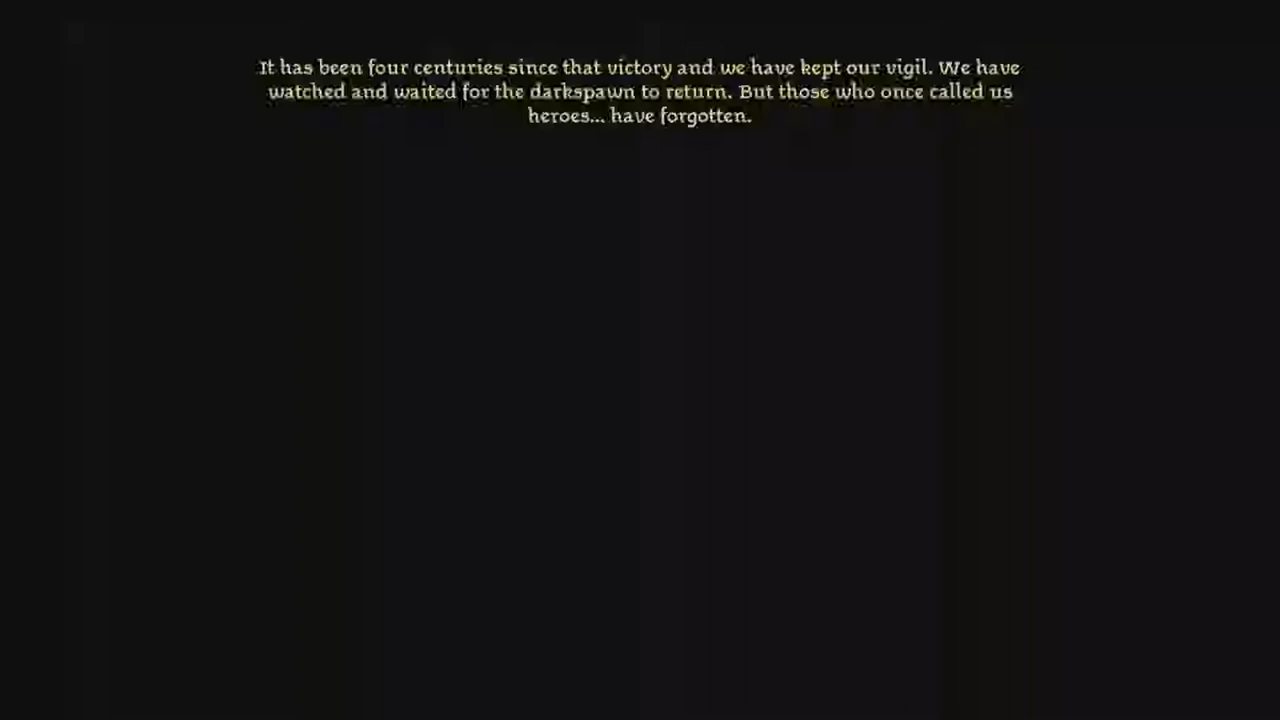 It has been four centuries since that victory and we have kept our vigil. We have
watched and waited for the darkspawn to return. But those who once called us
heroes... have forgotten.